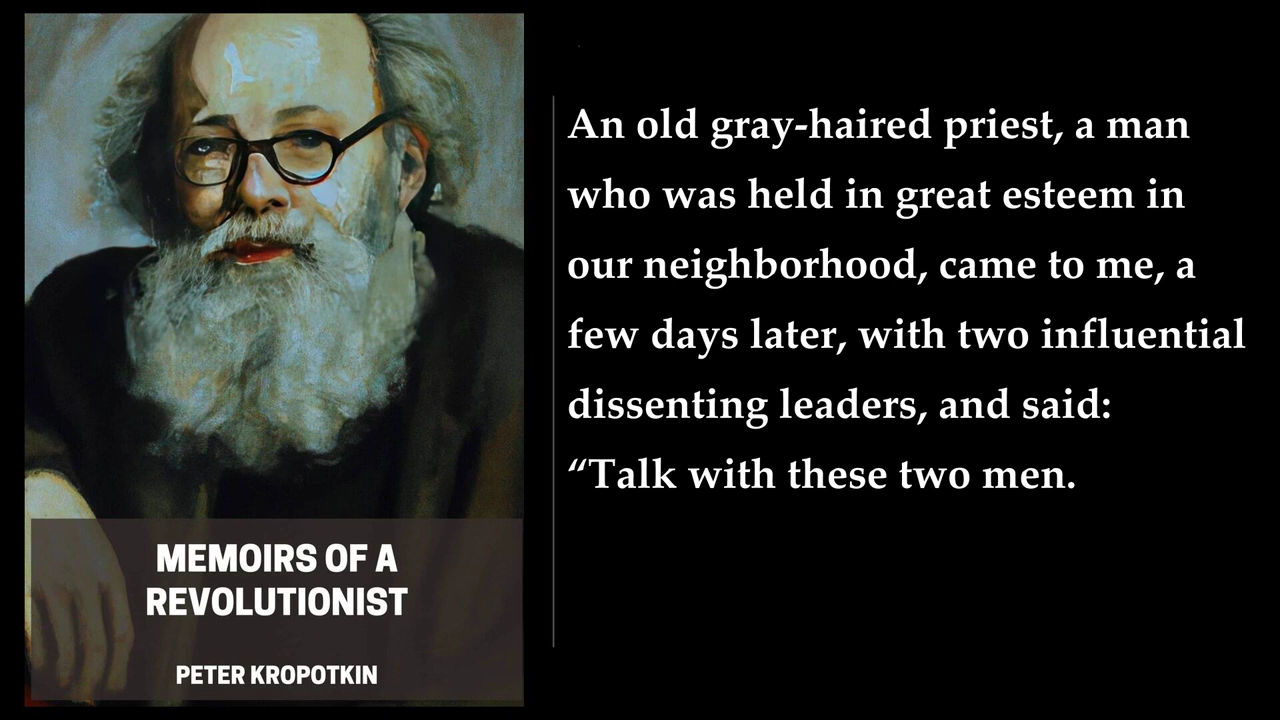 MEMOIRS OF A
REVOLUTIONIST
PETER KROPOTKIN
An old gray-haired priest, a man
who was held in great esteem in
our neighborhood, came to me, a
few days later, with two influential
dissenting leaders, and said:
“Talk with these two men.